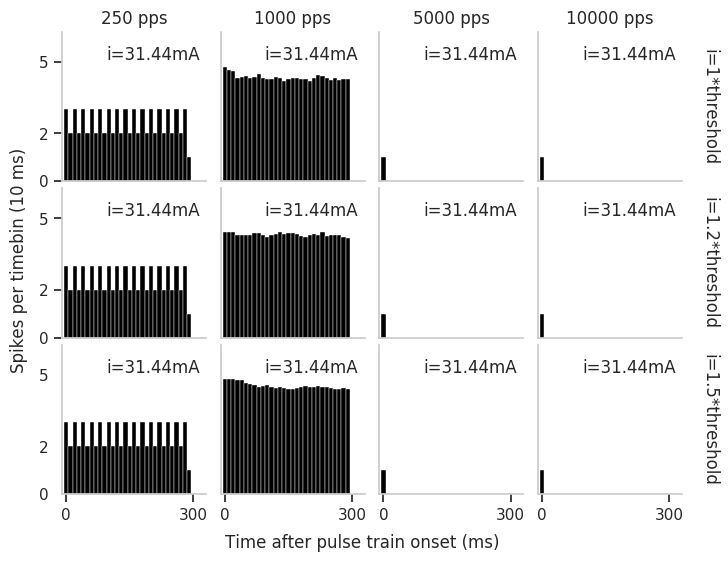 250 pps
1000 pps
5000 pps
10000 pps
5
i=31.44mA
i=31.44mA
i=31.44mA
i=31.44mA
i=1*threshold
2
0
5
i=31.44mA
i=31.44mA
i=31.44mA
i=31.44mA
i=1.2*threshold
2
0
Spikes per timebin (10 ms)
5
i=31.44mA
i=31.44mA
i=31.44mA
i=31.44mA
i=1.5*threshold
2
0
0
300
0
300
0
300
0
300
Time after pulse train onset (ms)